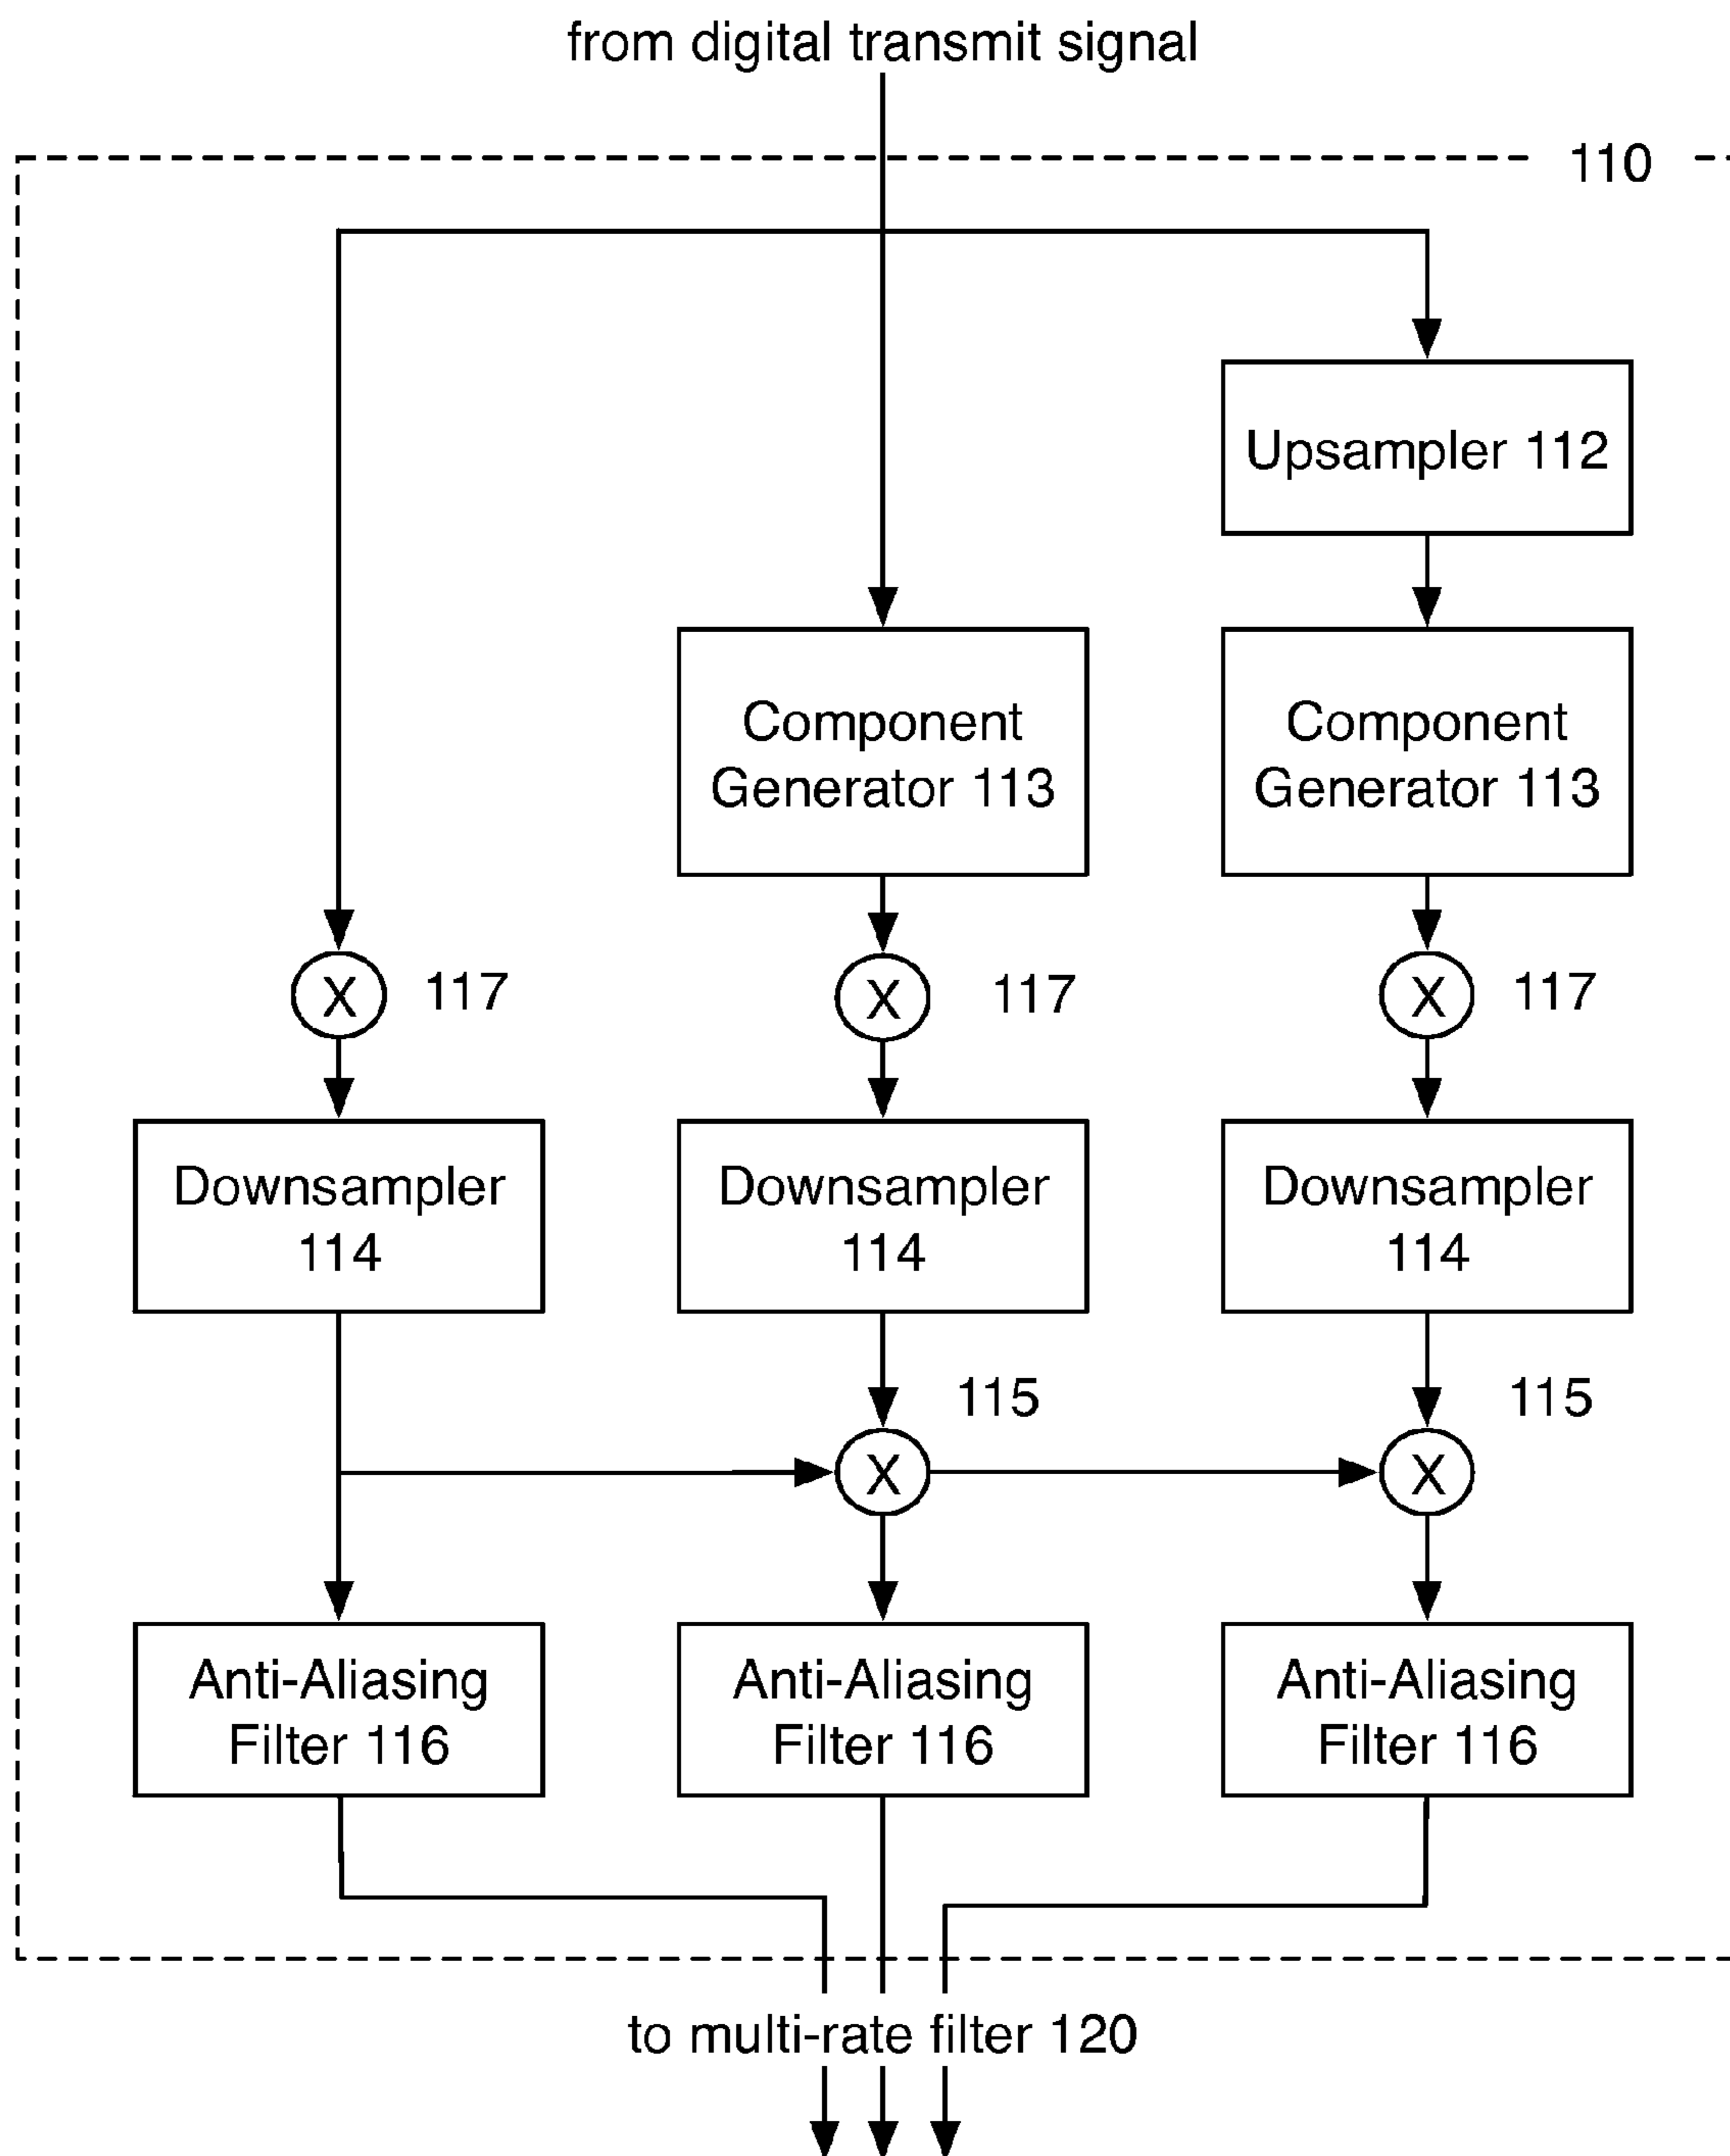 from digital transmit signal
110
Upsampler 112
Component
Generator 113
Component
Generator 113
X
117
X
117
X
117
Downsampler
114
Downsampler
114
Downsampler
114
115
115
X
X
Anti-Aliasing
Filter 116
Anti-Aliasing
Filter 116
Anti-Aliasing
Filter 116
to multi-rate filter 120